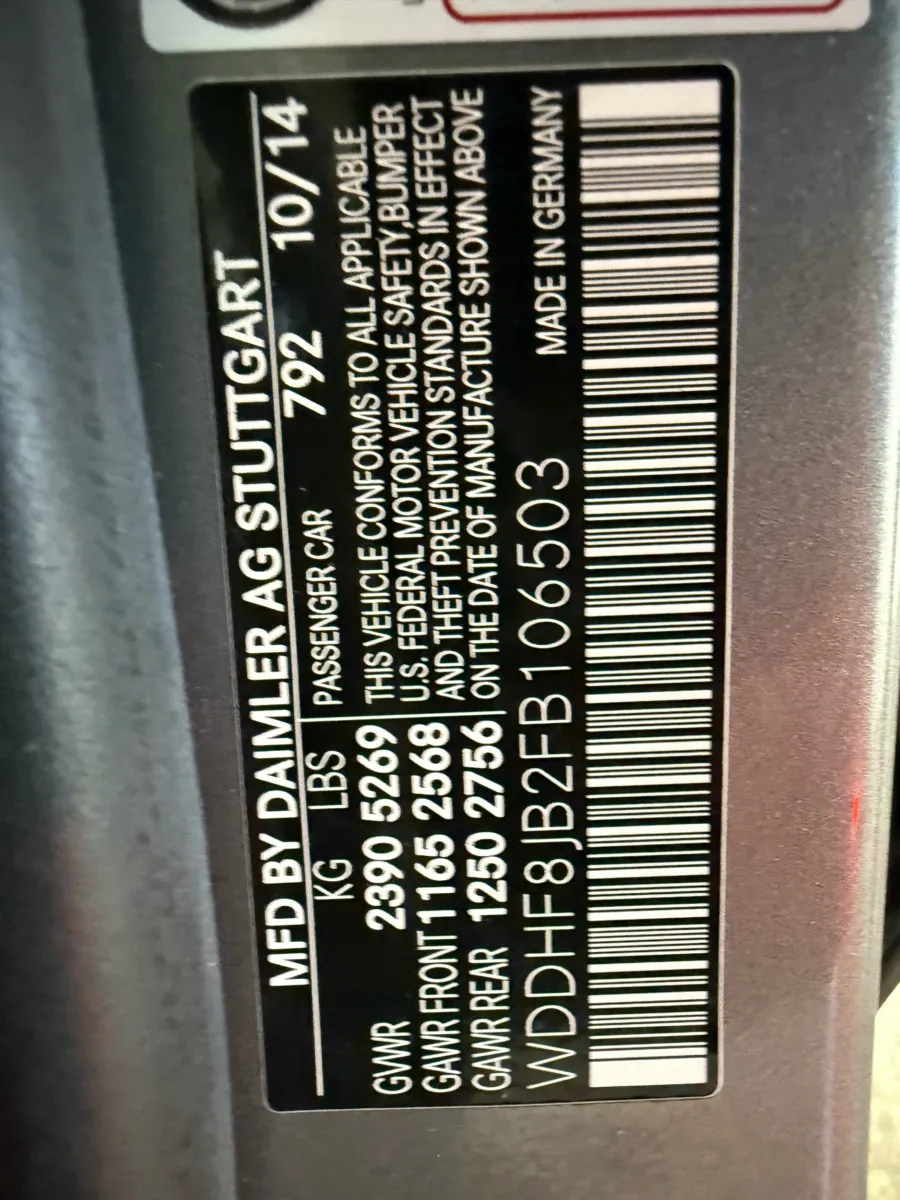 MFD BY DAIMLER AG STUTTGART
KG LBS PASSENGER CAR 792 10/14
GVWR 2390 5269 THIS VEHICLE CONFORMS TO ALL APPLICABLE
GAWR FRONT 1165 2568 U.S. FEDERAL MOTOR VEHICLE SAFETY,BUMPER
GAWR REAR 1250 2756 AND THEFT PREVENTION STANDARDS IN EFFECT
ON THE DATE OF MANUFACTURE SHOWN ABOVE
WDDHF8JB2FB106503 MADE IN GERMANY